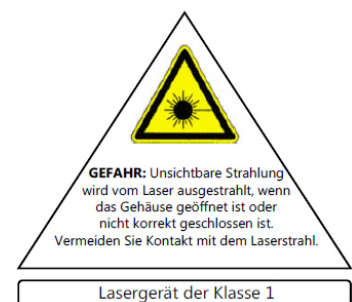 GEFAHR: Unsichtbare Strahlung
wird vom Laser ausgestrahlt, wenn
das Gehäuse geöffnet ist oder
nicht korrekt geschlossen ist.
Vermeiden Sie Kontakt mit dem Laserstrahl.
Lasergerät der Klasse 1